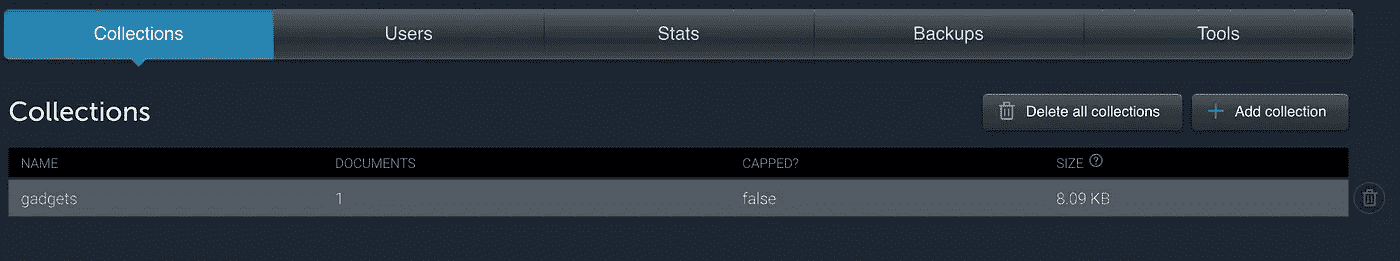 Collections Users Stats Backups Tools
Collections Delete all collections Add collection
NAME DOCUMENTS CAPPED? SIZE ?
gadgets 1 false 8.09 KB